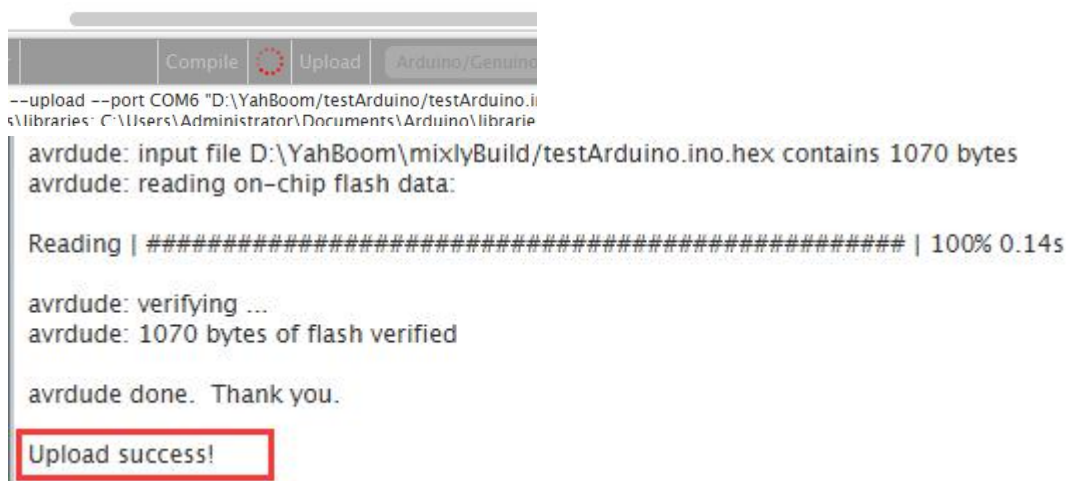 Compile Upload Arduino/Genuino
--upload --port COM6 "D:\YahBoom/testArduino/testArduino.i
s\libraries: C:\Users\Administrator\Documents\Arduino\librarie
avrdude: input file D:\YahBoom\mixlyBuild/testArduino.ino.hex contains 1070 bytes
avrdude: reading on-chip flash data:
Reading | ################################################## | 100% 0.14s
avrdude: verifying ...
avrdude: 1070 bytes of flash verified
avrdude done.  Thank you.
Upload success!